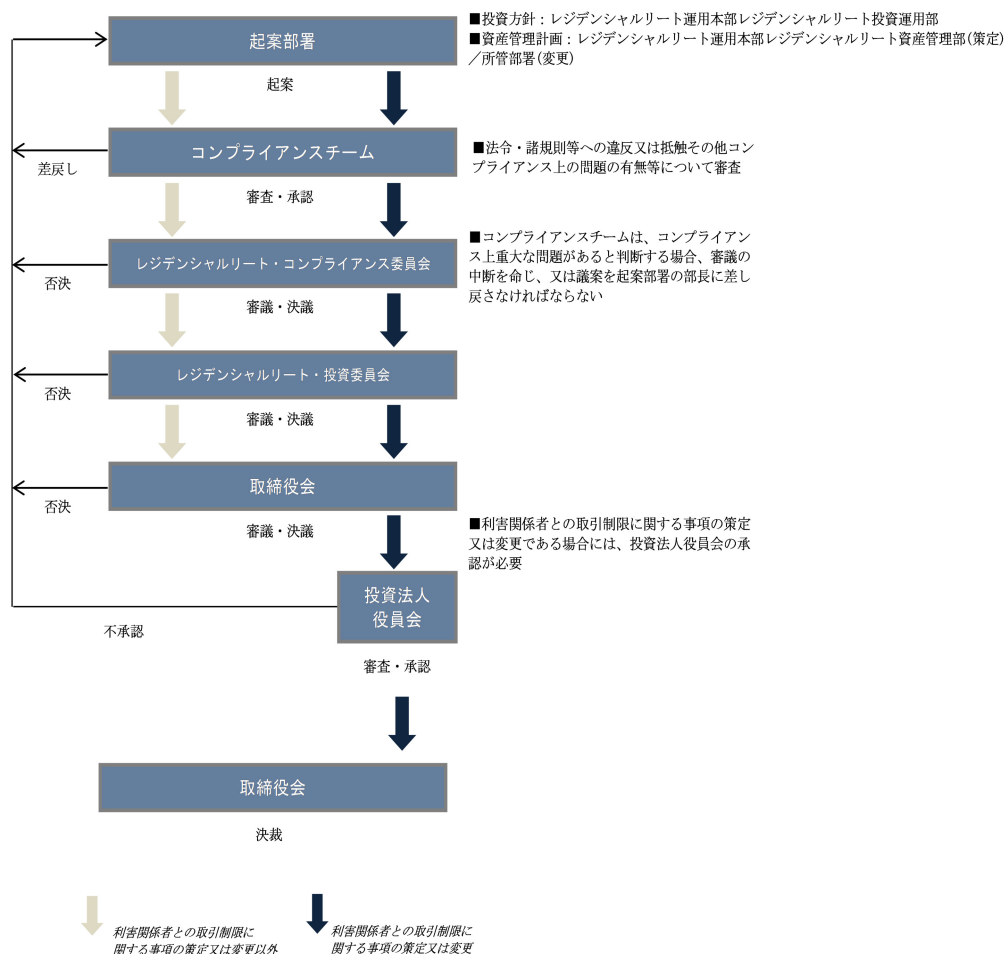 起案部署
■投資方針：レジデンシャルリート運用本部レジデンシャルリート投資運用部
■資産管理計画：レジデンシャルリート運用本部レジデンシャルリート資産管理部(策定)
／所管部署(変更)
起案
コンプライアンスチーム
■法令・諸規則等への違反又は抵触その他コン
プライアンス上の問題の有無等について審査
差戻し
審査・承認
レジデンシャルリート・コンプライアンス委員会
■コンプライアンスチームは、コンプライアン
ス上重大な問題があると判断する場合、審議の
中断を命じ、又は議案を起案部署の部長に差し
戻さなければならない
否決
審議・決議
レジデンシャルリート・投資委員会
否決
審議・決議
取締役会
否決
審議・決議
■利害関係者との取引制限に関する事項の策定
又は変更である場合には、投資法人役員会の承
認が必要
投資法人
役員会
不承認
審査・承認
取締役会
決裁
利害関係者との取引制限に
関する事項の策定又は変更以外
利害関係者との取引制限に
関する事項の策定又は変更